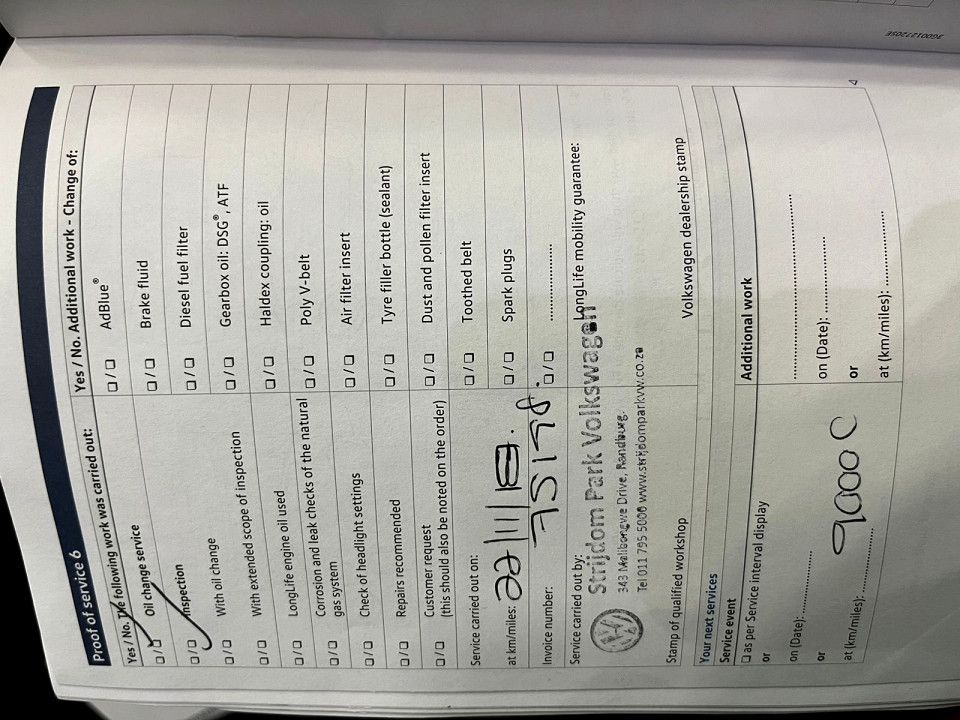 Proof of service 6
Yes / No. The following work was carried out:
☐/☐ Oil change service
☐/☐ Inspection
☐/☐ With oil change
☐/☐ With extended scope of inspection
☐/☐ LongLife engine oil used
☐/☐ Corrosion and leak checks of the natural
gas system
☐/☐ Check of headlight settings
☐/☐ Repairs recommended
☐/☐ Customer request
(this should also be noted on the order)
Service carried out on:
at km/miles:
75178.
Invoice number:
Service carried out by:
Strijdom Park Volkswagen
343 Malibongwe Drive, Randburg.
Tel 011 795 5000 www.strijdomparkvw.co.za
Stamp of qualified workshop
Yes / No. Additional work - Change of:
☐/☐ AdBlue®
☐/☐ Brake fluid
☐/☐ Diesel fuel filter
☐/☐ Gearbox oil: DSG®, ATF
☐/☐ Haldex coupling: oil
☐/☐ Poly V-belt
☐/☐ Air filter insert
☐/☐ Tyre filler bottle (sealant)
☐/☐ Dust and pollen filter insert
☐/☐ Toothed belt
☐/☐ Spark plugs
☐/☐ ....................
LongLife mobility guarantee:
Volkswagen dealership stamp
Your next services
Service event
☐ as per Service interval display
or
on (Date): ....................
or
at (km/miles): ....................
90000
Additional work
....................
on (Date): ....................
or
at (km/miles): ....................